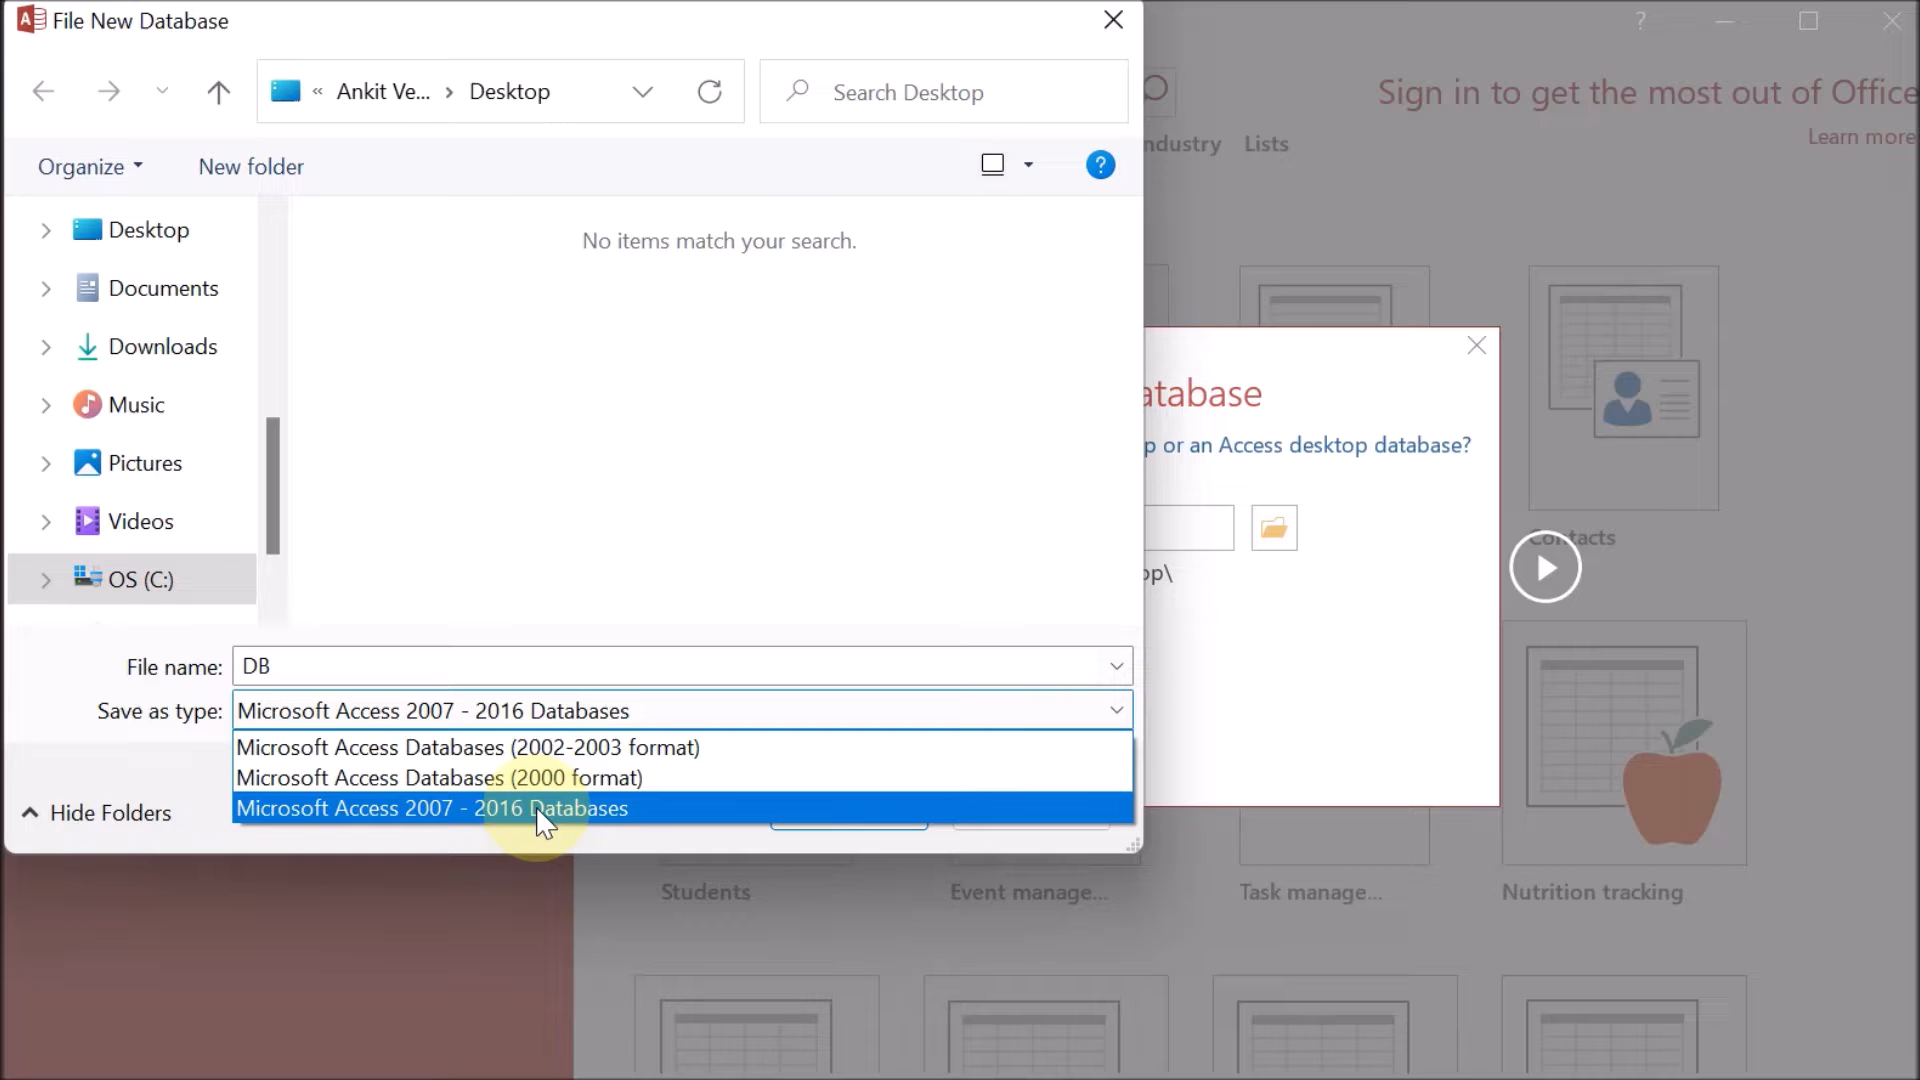 File New Database
?
« Ankit Ve... › Desktop
Search Desktop
Sign in to get the most out of Office
Learn more
Lists
Organize
New folder
?
Desktop
Documents
Downloads
Music
Pictures
Videos
OS (C:)
No items match your search.
or an Access desktop database?
Contacts
File name: DB
Save as type: Microsoft Access 2007 - 2016 Databases
Microsoft Access Databases (2002-2003 format)
Microsoft Access Databases (2000 format)
Microsoft Access 2007 - 2016 Databases
Hide Folders
Students
Event manage...
Task manage...
Nutrition tracking